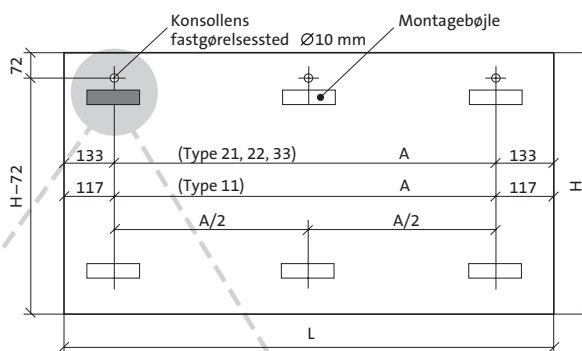 Konsollens
fastgørelsessted Ø10 mm
Montagebøjle
72
133 (Type 21, 22, 33) A 133
117 (Type 11) A 117
H–72
H
A/2 A/2
L